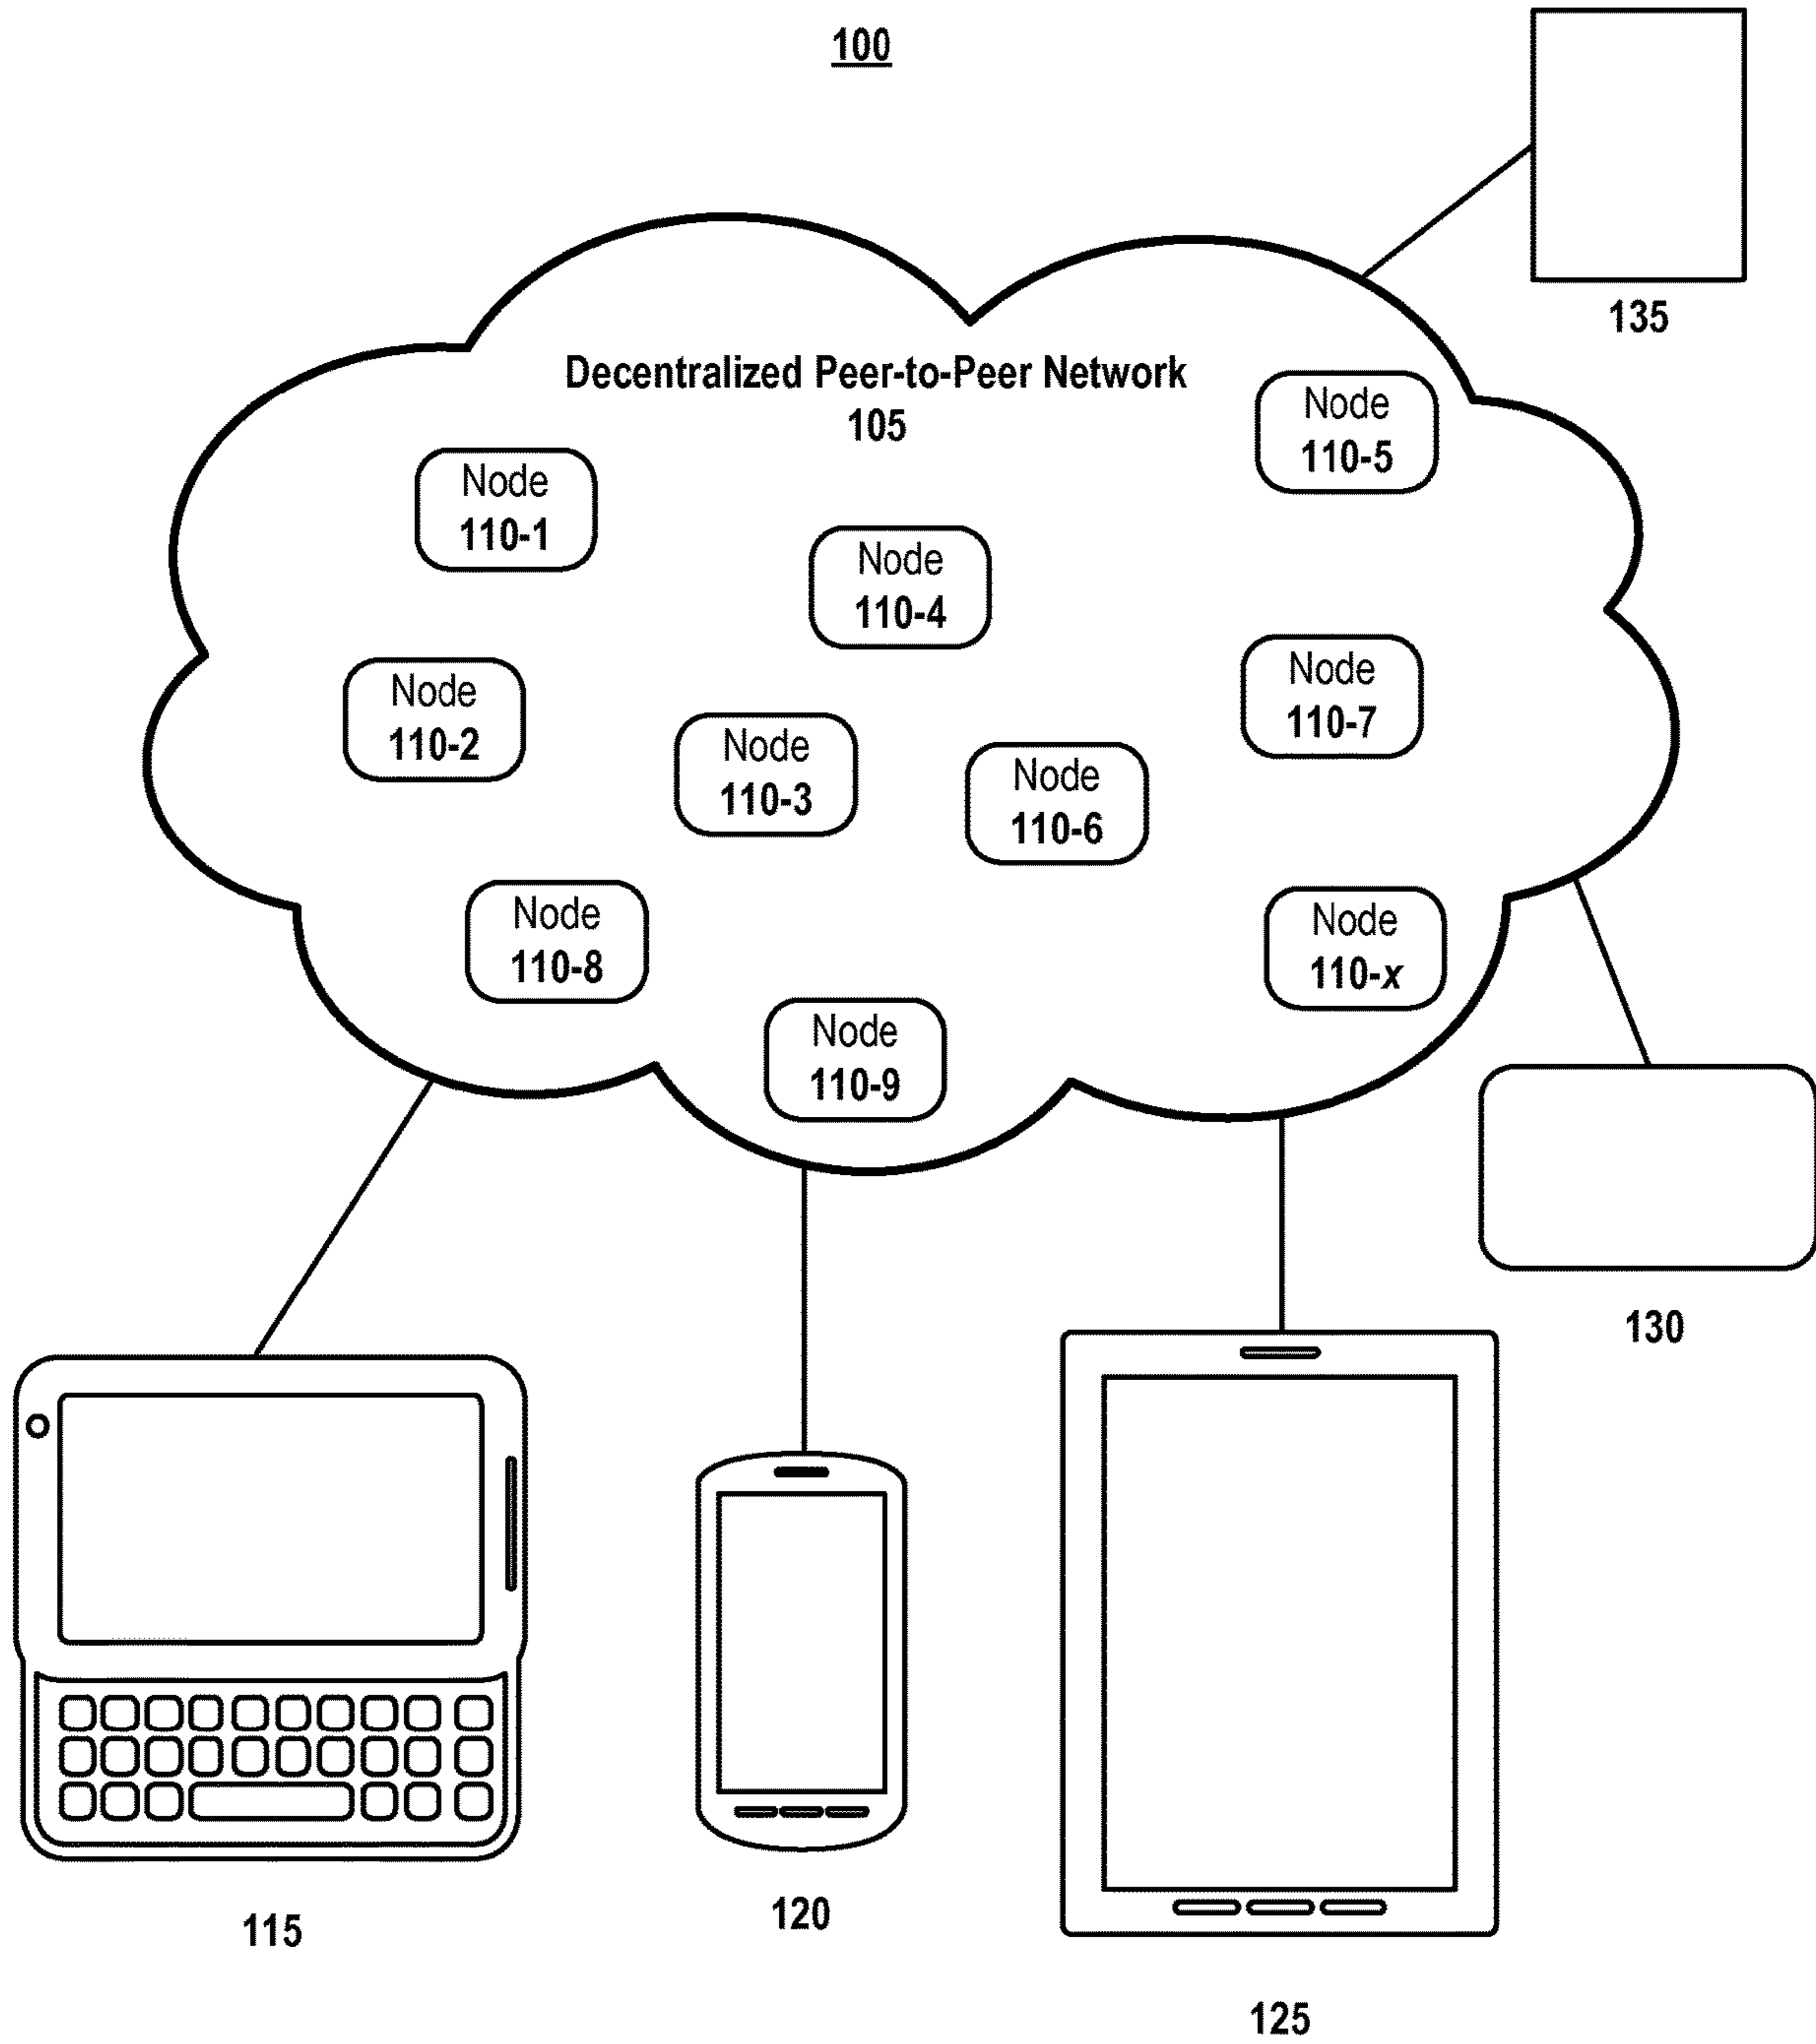 100
135
Decentralized Peer-to-Peer Network
105
Node
110-5
Node
110-1
Node
110-4
Node
110-7
Node
110-2
Node
110-3
Node
110-6
Node
110-8
Node
110-x
Node
110-9
130
115
120
125